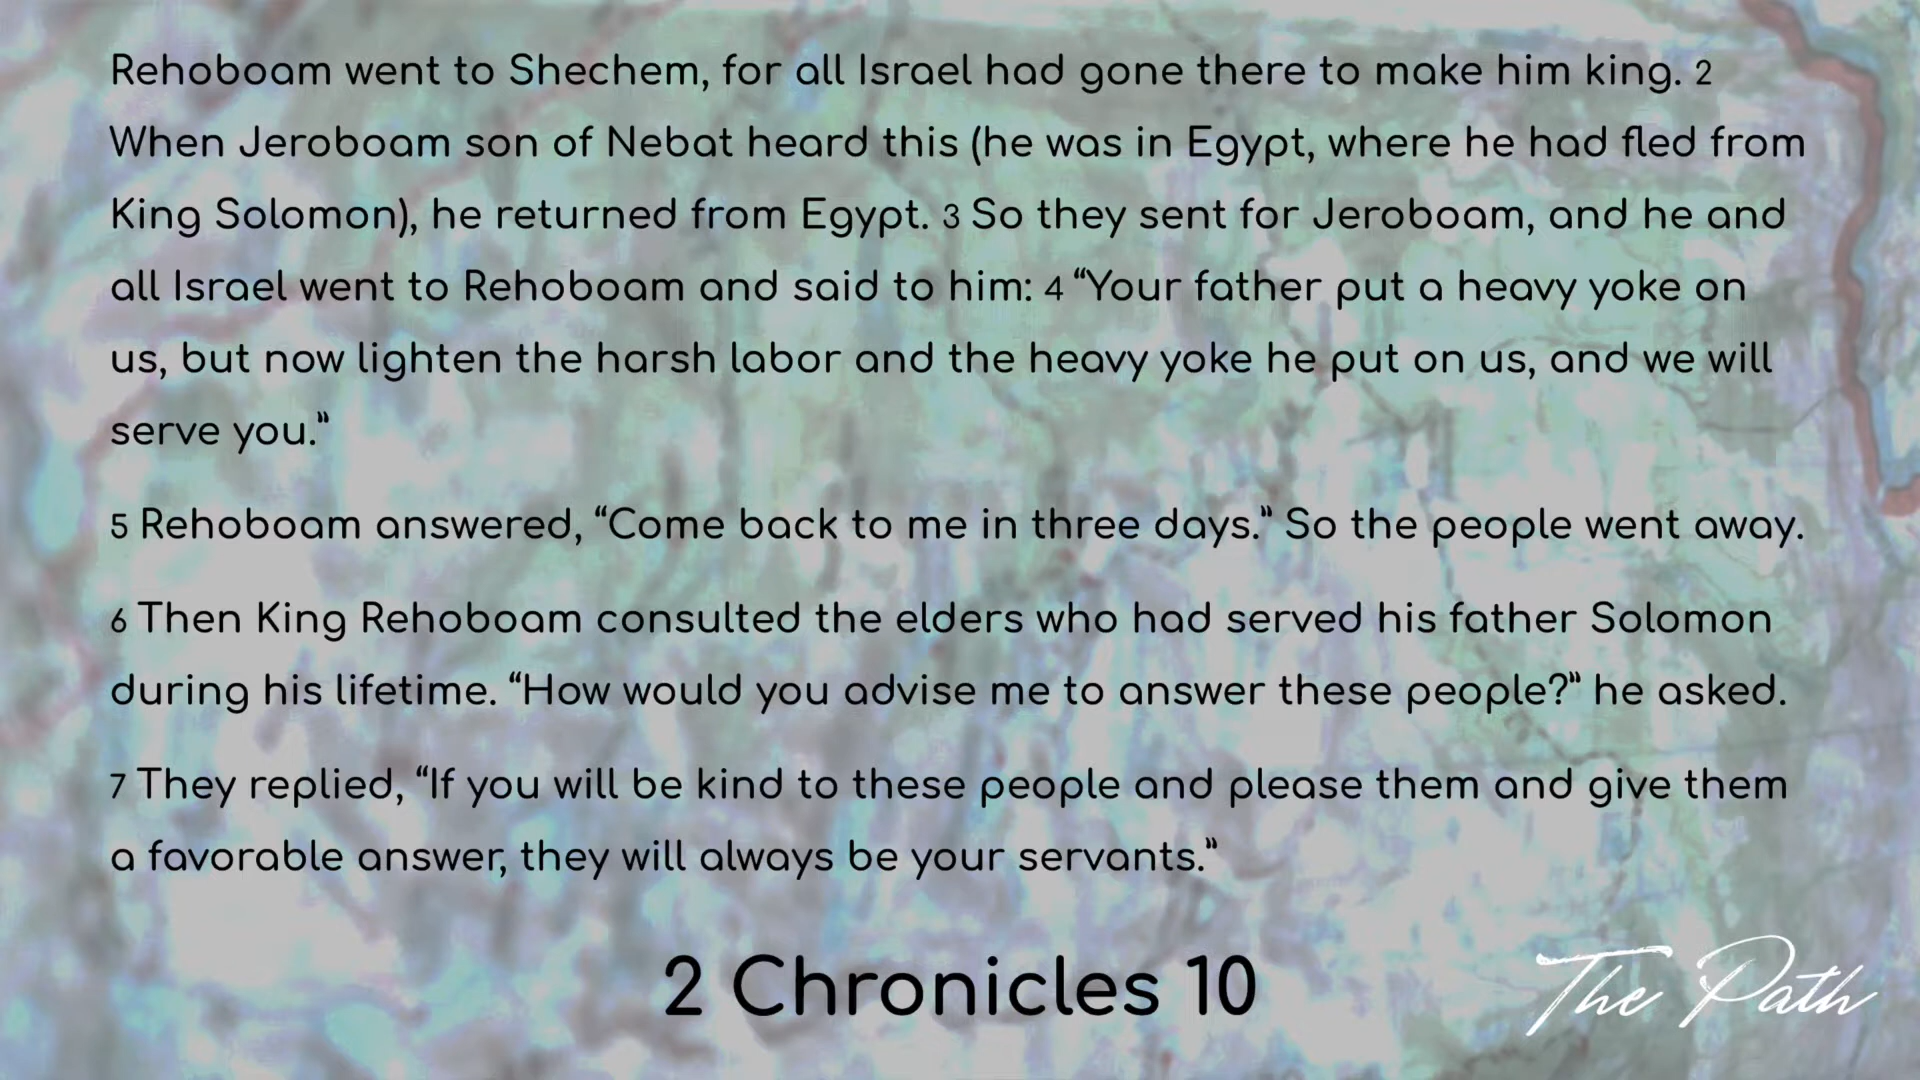 Rehoboam went to Shechem, for all Israel had gone there to make him king. 2
When Jeroboam son of Nebat heard this (he was in Egypt, where he had fled from
King Solomon), he returned from Egypt. 3 So they sent for Jeroboam, and he and
all Israel went to Rehoboam and said to him: 4 “Your father put a heavy yoke on
us, but now lighten the harsh labor and the heavy yoke he put on us, and we will
serve you.”
5 Rehoboam answered, “Come back to me in three days.” So the people went away.
6 Then King Rehoboam consulted the elders who had served his father Solomon
during his lifetime. “How would you advise me to answer these people?” he asked.
7 They replied, “If you will be kind to these people and please them and give them
a favorable answer, they will always be your servants.”
2 Chronicles 10
The Path